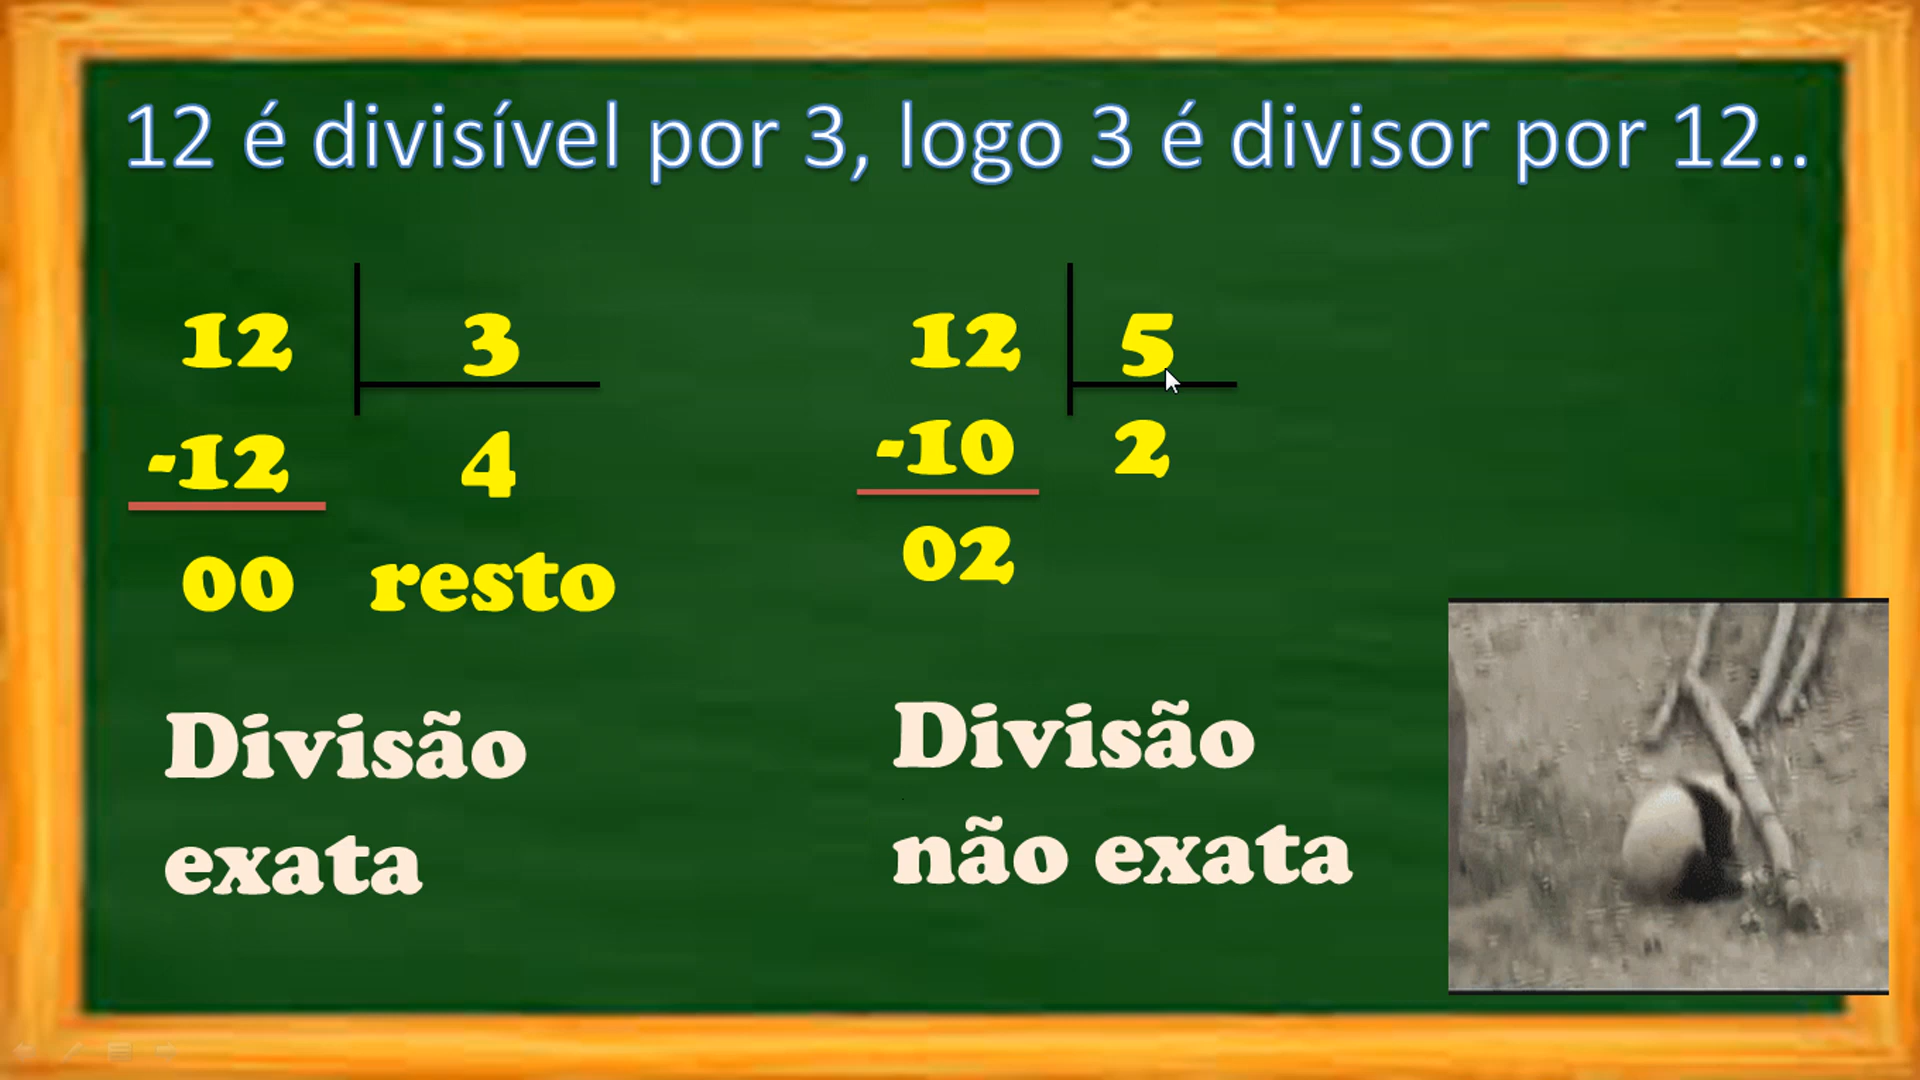 12 é divisível por 3, logo 3 é divisor por 12..
12 3
-12 4
00 resto
Divisão
exata
12 5
-10 2
02
Divisão
não exata